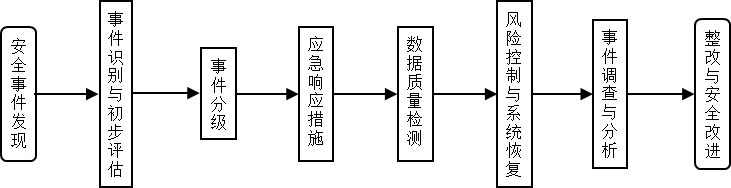 安全事件发现
事件识别与初步评估
事件分级
应急响应措施
数据质量检测
风险控制与系统恢复
事件调查与分析
整改与安全改进